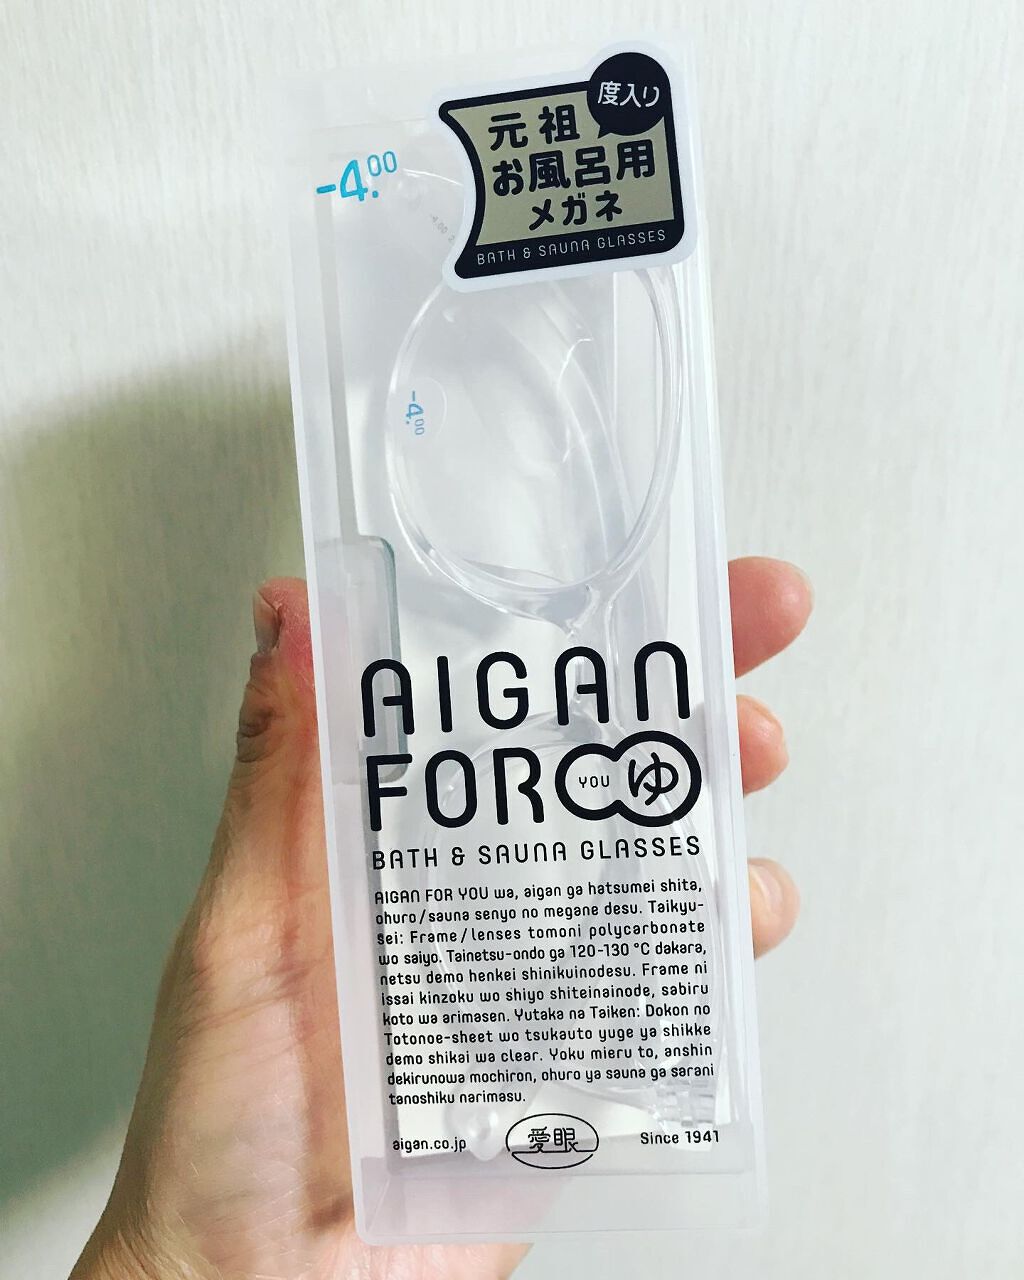 度入り
元祖
お風呂用
メガネ
BATH & SAUNA GLASSES
-4.00
-4.00
AIGAN
FOR YOU ゆ
BATH & SAUNA GLASSES
AIGAN FOR YOU wa, aigan ga hatsumei shita,
ohuro/sauna senyo no megane desu. Taikyu-
sei: Frame/lenses tomoni polycarbonate
wo saiyo. Tainetsu-ondo ga 120-130 °C dakara,
netsu demo henkei shinikuinodesu. Frame ni
issai kinzoku wo shiyo shiteinainode, sabiru
koto wa arimasen. Yutaka na Taiken: Dokon no
Totonoe-sheet wo tsukauto yuge ya shikke
demo shikai wa clear. Yoku mieru to, anshin
dekirunowa mochiron, ohuro ya sauna ga sarani
tanoshiku narimasu.
aigan.co.jp
愛眼
Since 1941